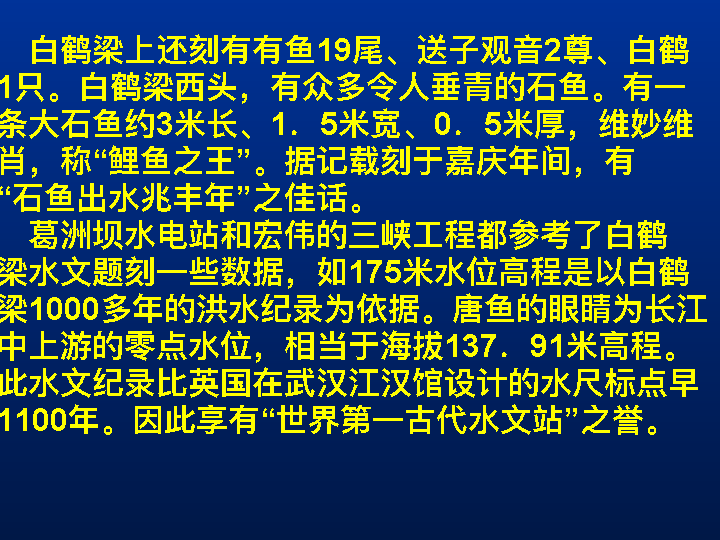 白鹤梁上还刻有有鱼19尾、送子观音2尊、白鹤
1只。白鹤梁西头，有众多令人垂青的石鱼。有一
条大石鱼约3米长、1．5米宽、0．5米厚，维妙维
肖，称“鲤鱼之王”。据记载刻于嘉庆年间，有
“石鱼出水兆丰年”之佳话。
葛洲坝水电站和宏伟的三峡工程都参考了白鹤
梁水文题刻一些数据，如175米水位高程是以白鹤
梁1000多年的洪水纪录为依据。唐鱼的眼睛为长江
中上游的零点水位，相当于海拔137．91米高程。
此水文纪录比英国在武汉江汉馆设计的水尺标点早
1100年。因此享有“世界第一古代水文站”之誉。